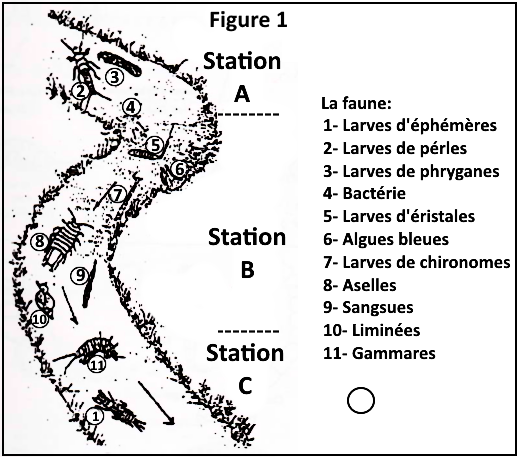 Figure 1
Station
A
3
2
4
5
6
7
Station
B
8
9
10
Station
C
11
1
La faune:
1- Larves d'éphémères
2- Larves de pérles
3- Larves de phryganes
4- Bactérie
5- Larves d'éristales
6- Algues bleues
7- Larves de chironomes
8- Aselles
9- Sangsues
10- Liminées
11- Gammares